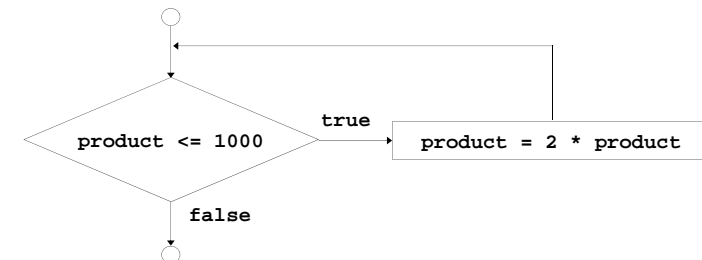 true
product <= 1000
product = 2 * product
false